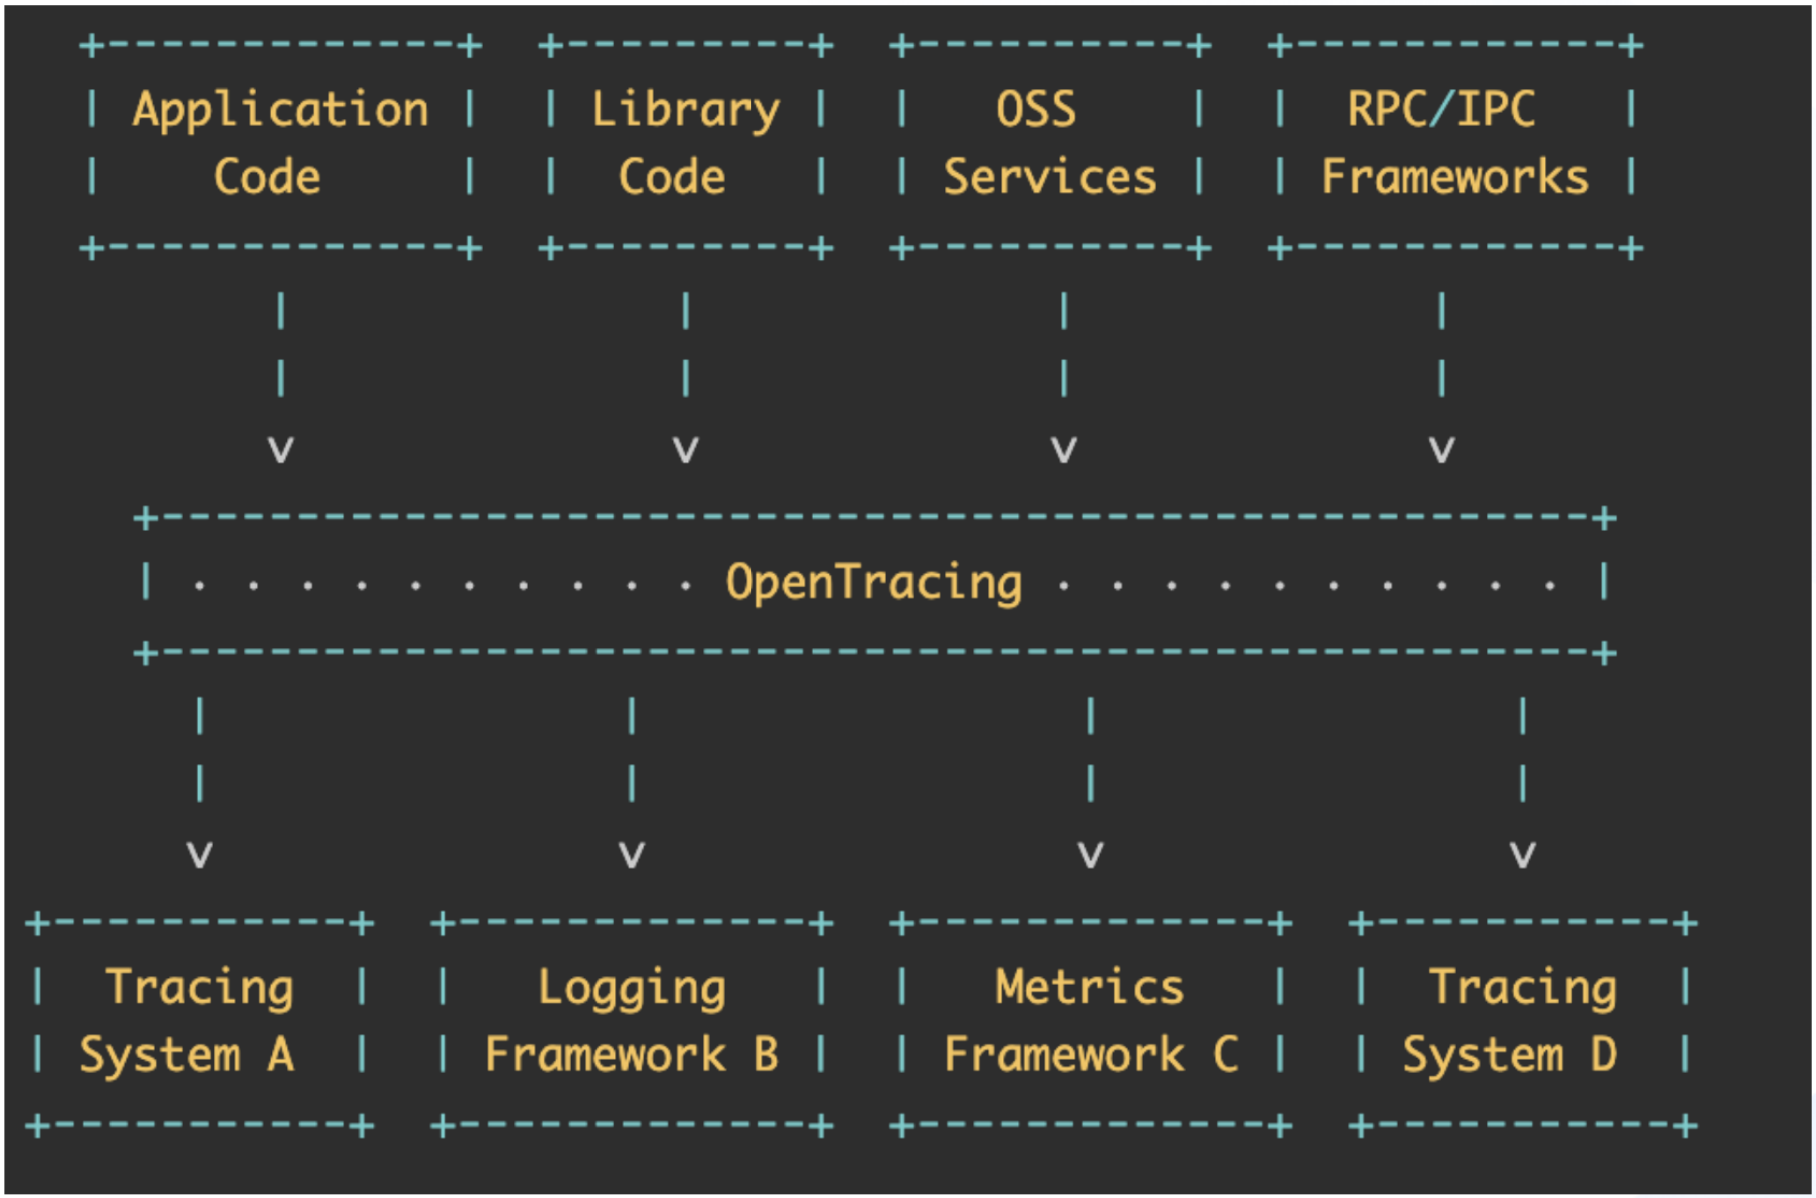 +-------------+ +---------+ +----------+ +------------+
| Application | | Library | | OSS | | RPC/IPC |
| Code | | Code | | Services | | Frameworks |
+-------------+ +---------+ +----------+ +------------+
| | | |
| | | |
v v v v
+-----------------------------------------------------+
| · · · · · · · · · · OpenTracing · · · · · · · · · · |
+-----------------------------------------------------+
| | | |
| | | |
v v v v
+-----------+ +-------------+ +-------------+ +-----------+
| Tracing | | Logging | | Metrics | | Tracing |
| System A | | Framework B | | Framework C | | System D |
+-----------+ +-------------+ +-------------+ +-----------+